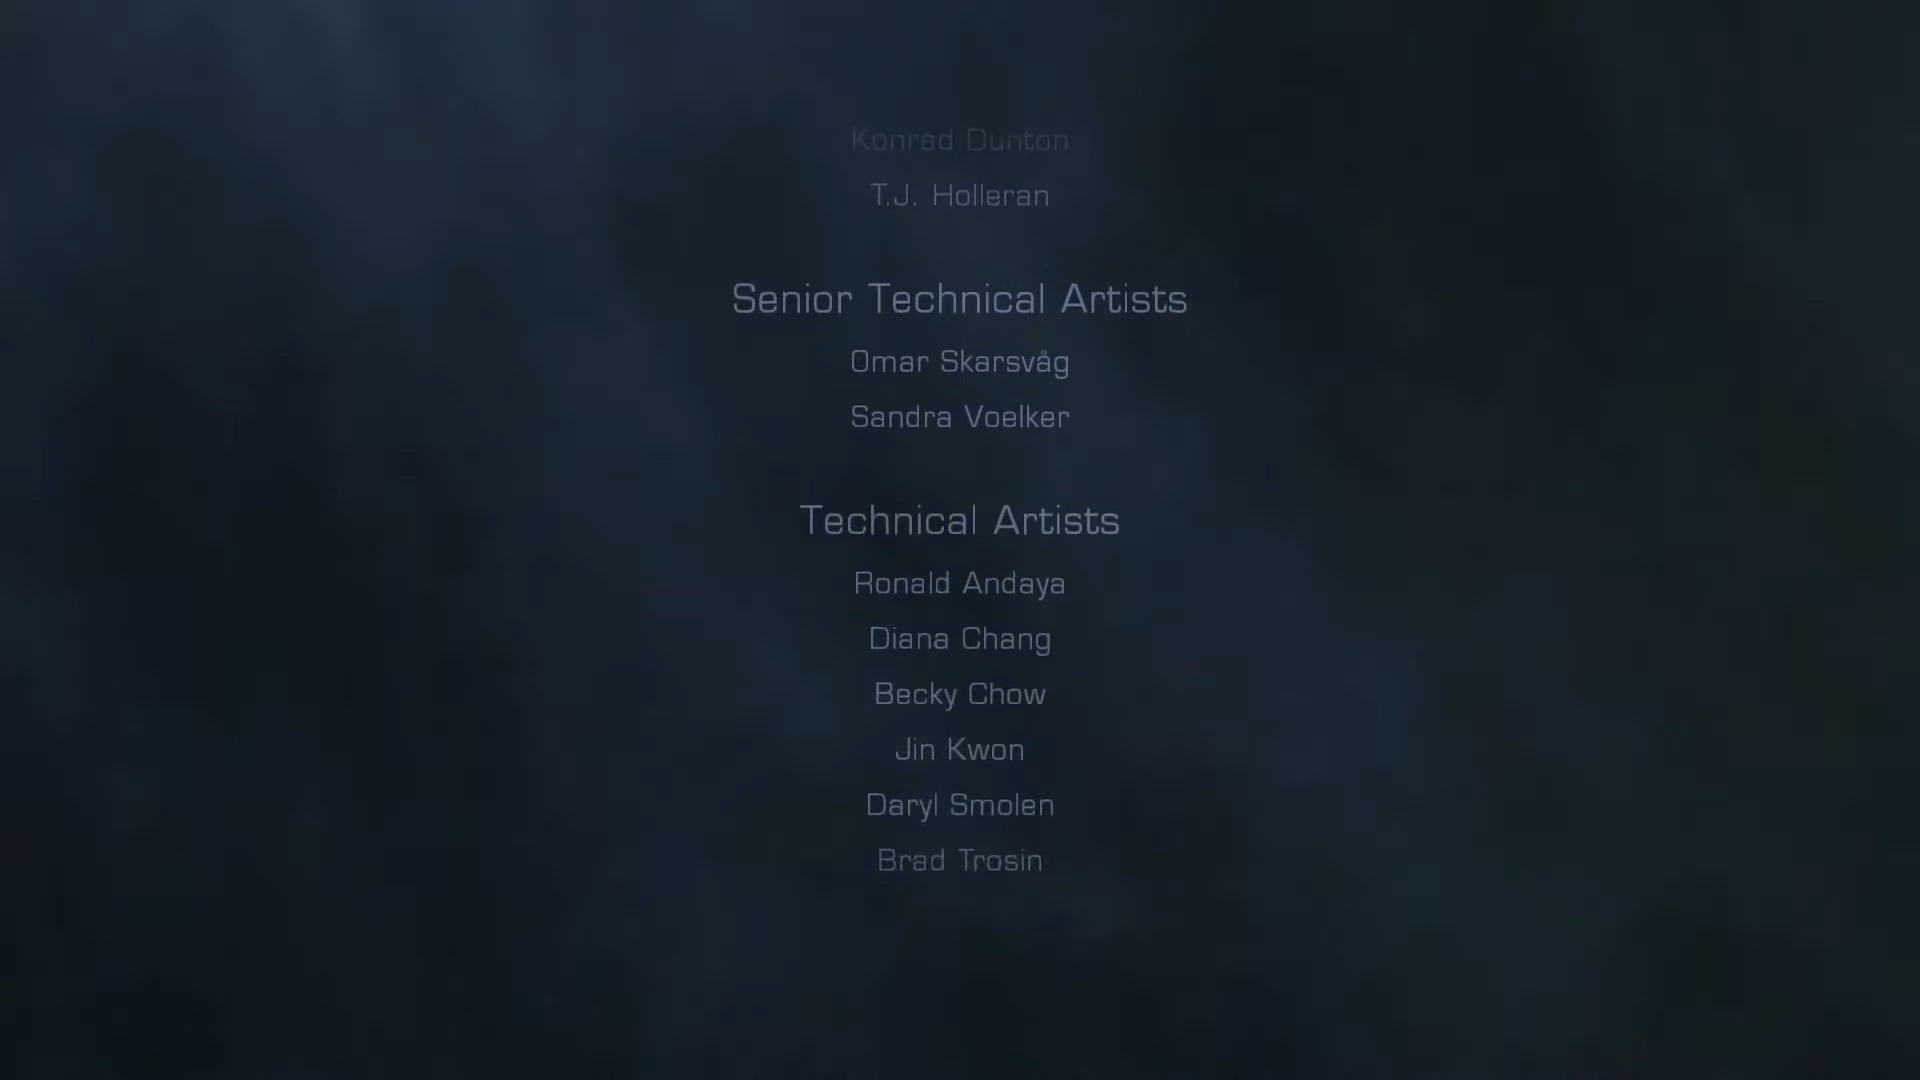 Konrad Dunton
T.J. Holleran
Senior Technical Artists
Omar Skarsvåg
Sandra Voelker
Technical Artists
Ronald Andaya
Diana Chang
Becky Chow
Jin Kwon
Daryl Smolen
Brad Trosin